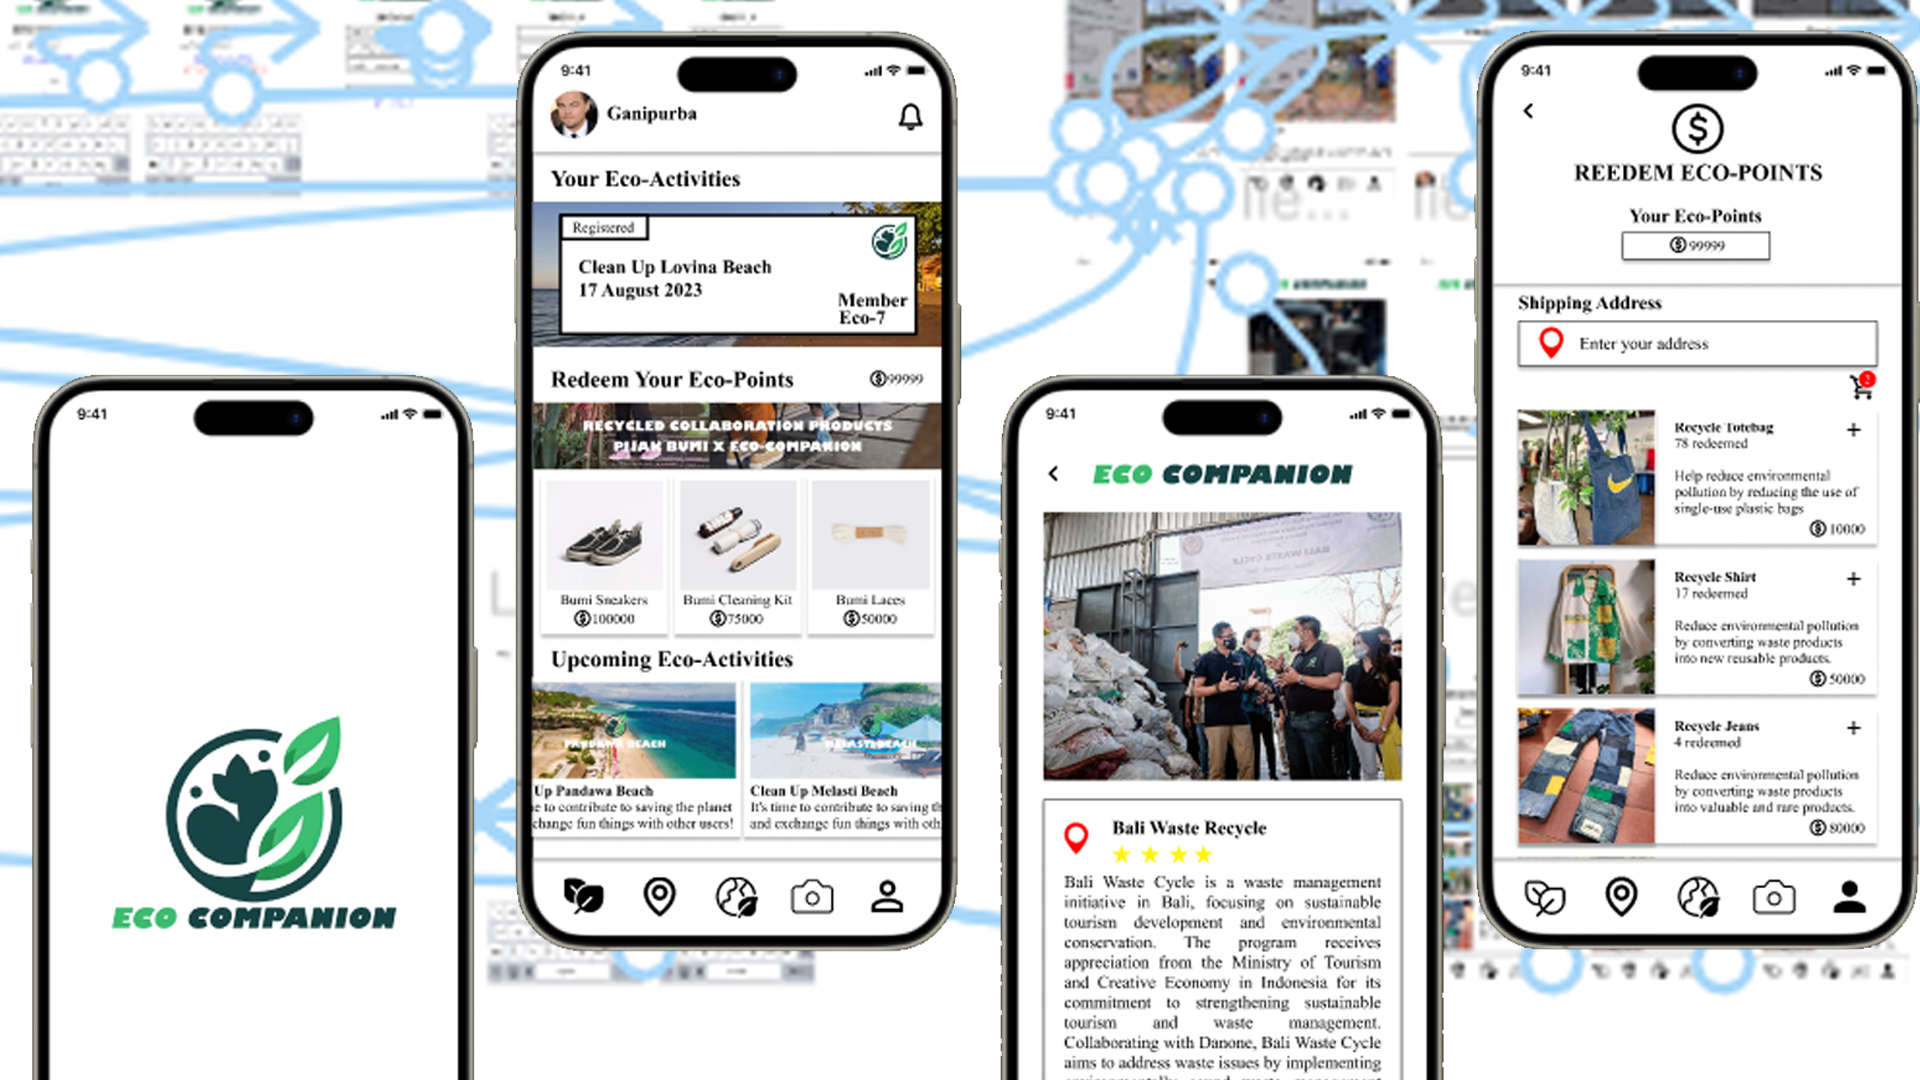 9:41
ECO COMPANION
9:41
Ganipurba
Your Eco-Activities
Registered
Clean Up Lovina Beach
17 August 2023
Member
Eco-7
Redeem Your Eco-Points
99999
RECYCLED COLLABORATION PRODUCTS
PIJAK BUMI X ECO-COMPANION
Bumi Sneakers
100000
Bumi Cleaning Kit
75000
Bumi Laces
50000
Upcoming Eco-Activities
PANDAWA BEACH
MELASTI BEACH
Up Pandawa Beach
e to contribute to saving the planet
change fun things with other users!
Clean Up Melasti Beach
It's time to contribute to saving th
and exchange fun things with oth
9:41
ECO COMPANION
BALI WASTE CYCLE
Bali Waste Recycle
Bali Waste Cycle is a waste management
initiative in Bali, focusing on sustainable
tourism development and environmental
conservation. The program receives
appreciation from the Ministry of Tourism
and Creative Economy in Indonesia for its
commitment to strengthening sustainable
tourism and waste management.
Collaborating with Danone, Bali Waste Cycle
aims to address waste issues by implementing
environmentally sound waste management
9:41
REEDEM ECO-POINTS
Your Eco-Points
99999
Shipping Address
Enter your address
2
Recycle Totebag
78 redeemed
Help reduce environmental
pollution by reducing the use of
single-use plastic bags
10000
Recycle Shirt
17 redeemed
Reduce environmental pollution
by converting waste products
into new reusable products.
50000
Recycle Jeans
4 redeemed
Reduce environmental pollution
by converting waste products
into valuable and rare products.
80000